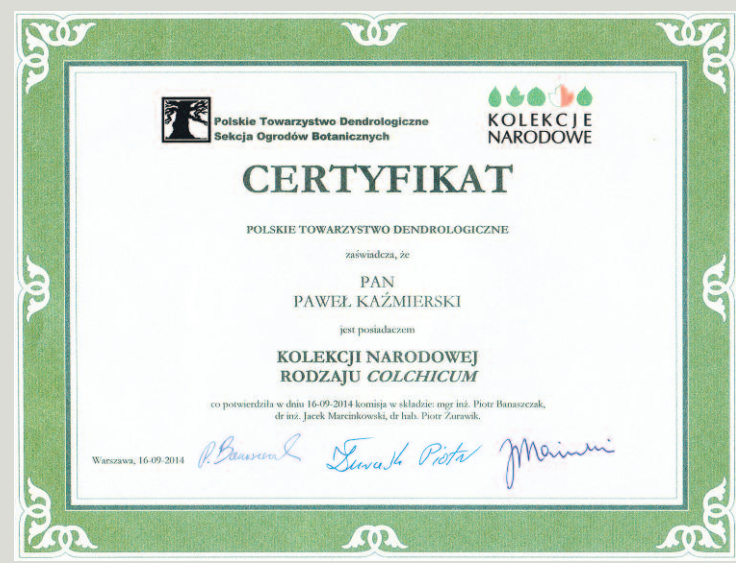 Polskie Towarzystwo Dendrologiczne
Sekcja Ogrodów Botanicznych
KOLEKCJE
NARODOWE
CERTYFIKAT
POLSKIE TOWARZYSTWO DENDROLOGICZNE
zaświadcza, że
PAN
PAWEŁ KAŹMIERSKI
jest posiadaczem
KOLEKCJI NARODOWEJ
RODZAJU COLCHICUM
co potwierdziła w dniu 16-09-2014 komisja w składzie: mgr inż. Piotr Banaszczak,
dr inż. Jacek Marcinkowski, dr hab. Piotr Żurawik.
Warszawa, 16-09-2014
Piotr